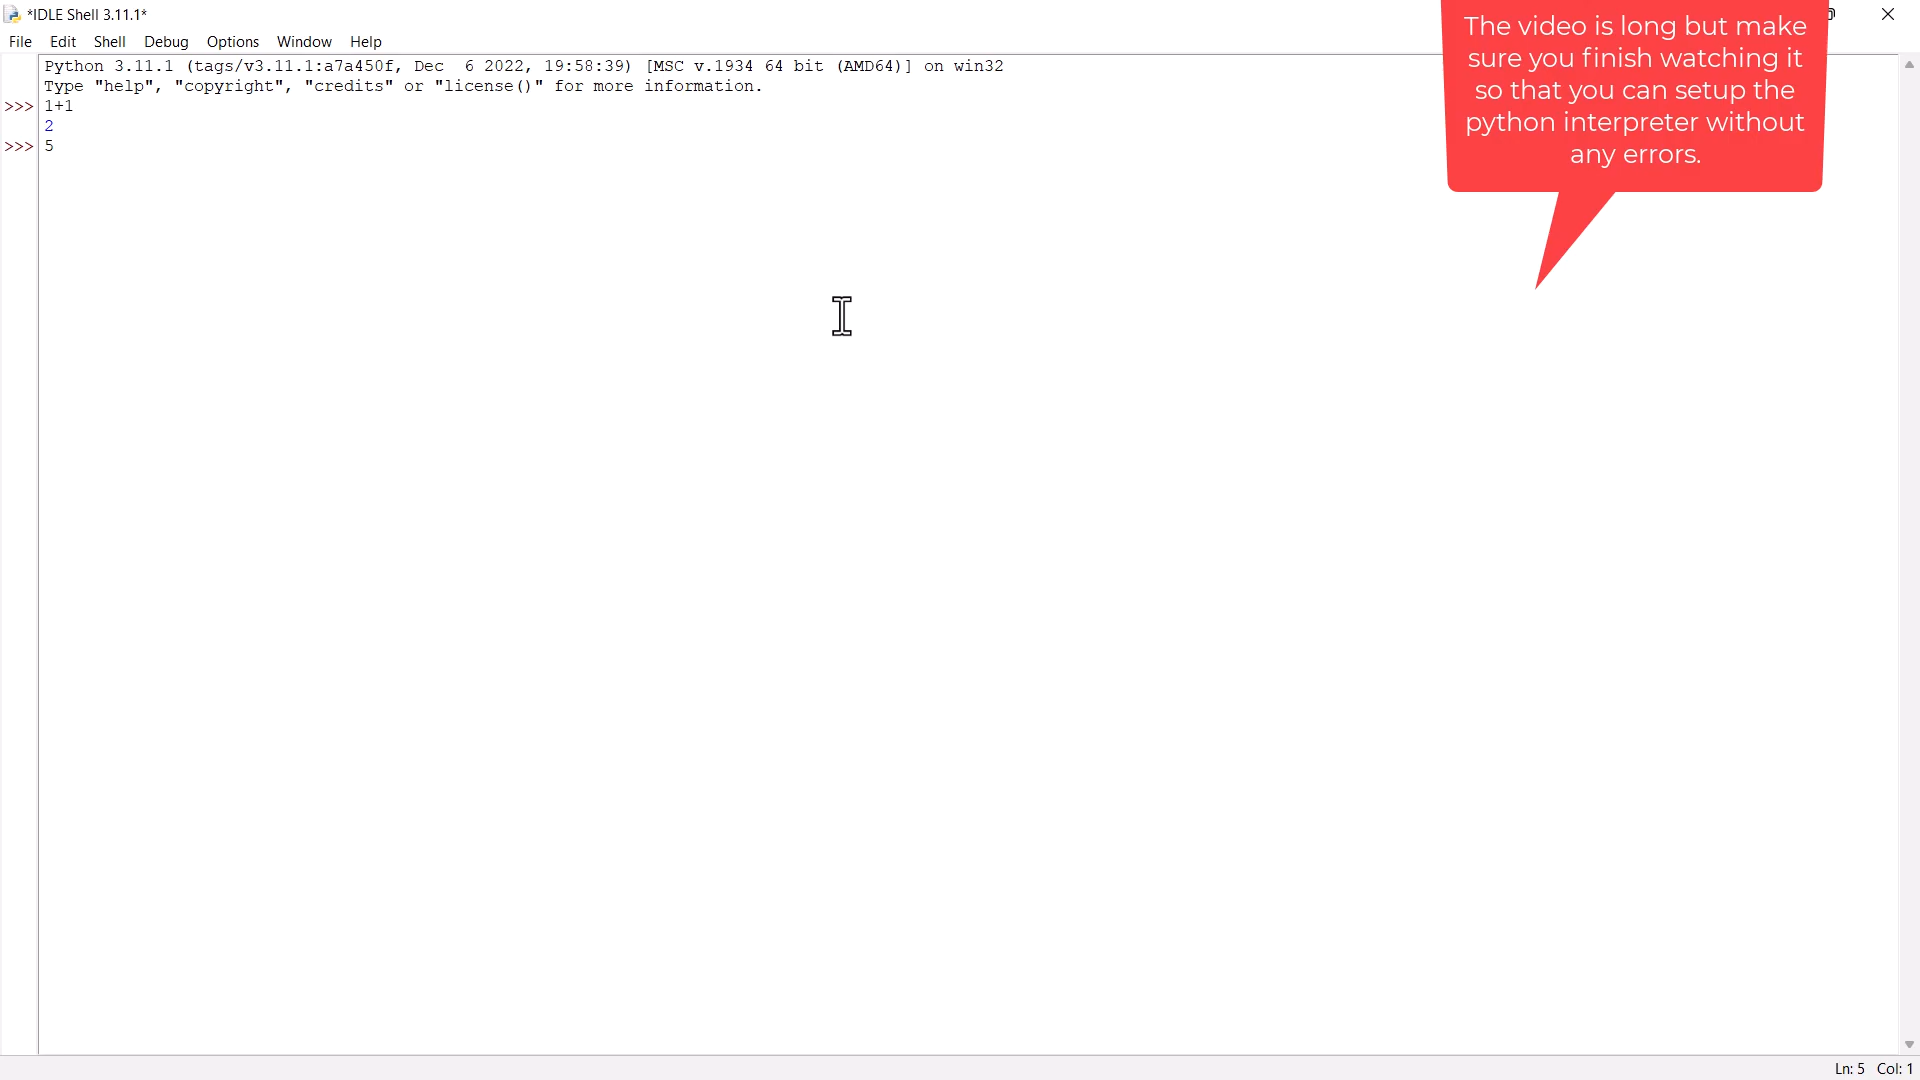 *IDLE Shell 3.11.1*
File Edit Shell Debug Options Window Help
Python 3.11.1 (tags/v3.11.1:a7a450f, Dec  6 2022, 19:58:39) [MSC v.1934 64 bit (AMD64)] on win32
Type "help", "copyright", "credits" or "license()" for more information.
>>> 1+1
2
>>> 5
The video is long but make
sure you finish watching it
so that you can setup the
python interpreter without
any errors.
Ln: 5 Col: 1